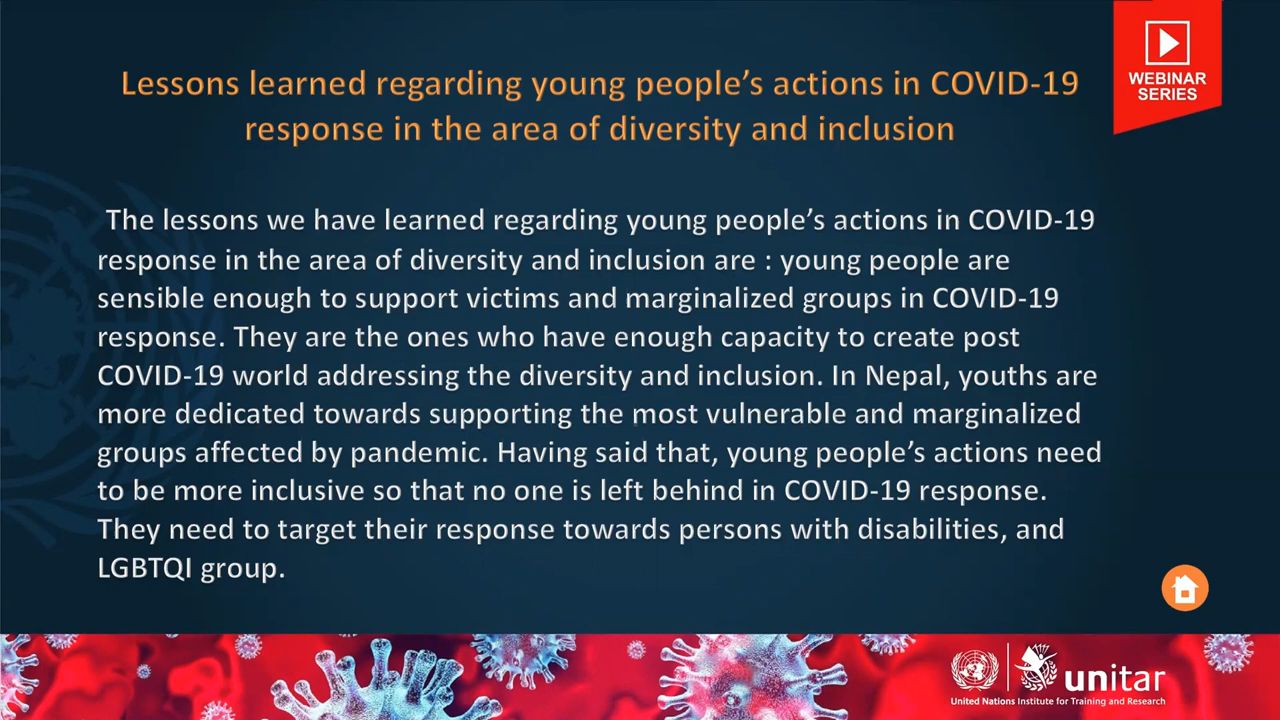 WEBINAR
SERIES
Lessons learned regarding young people’s actions in COVID-19
response in the area of diversity and inclusion
The lessons we have learned regarding young people’s actions in COVID-19
response in the area of diversity and inclusion are : young people are
sensible enough to support victims and marginalized groups in COVID-19
response. They are the ones who have enough capacity to create post
COVID-19 world addressing the diversity and inclusion. In Nepal, youths are
more dedicated towards supporting the most vulnerable and marginalized
groups affected by pandemic. Having said that, young people’s actions need
to be more inclusive so that no one is left behind in COVID-19 response.
They need to target their response towards persons with disabilities, and
LGBTQI group.
unitar
United Nations Institute for Training and Research